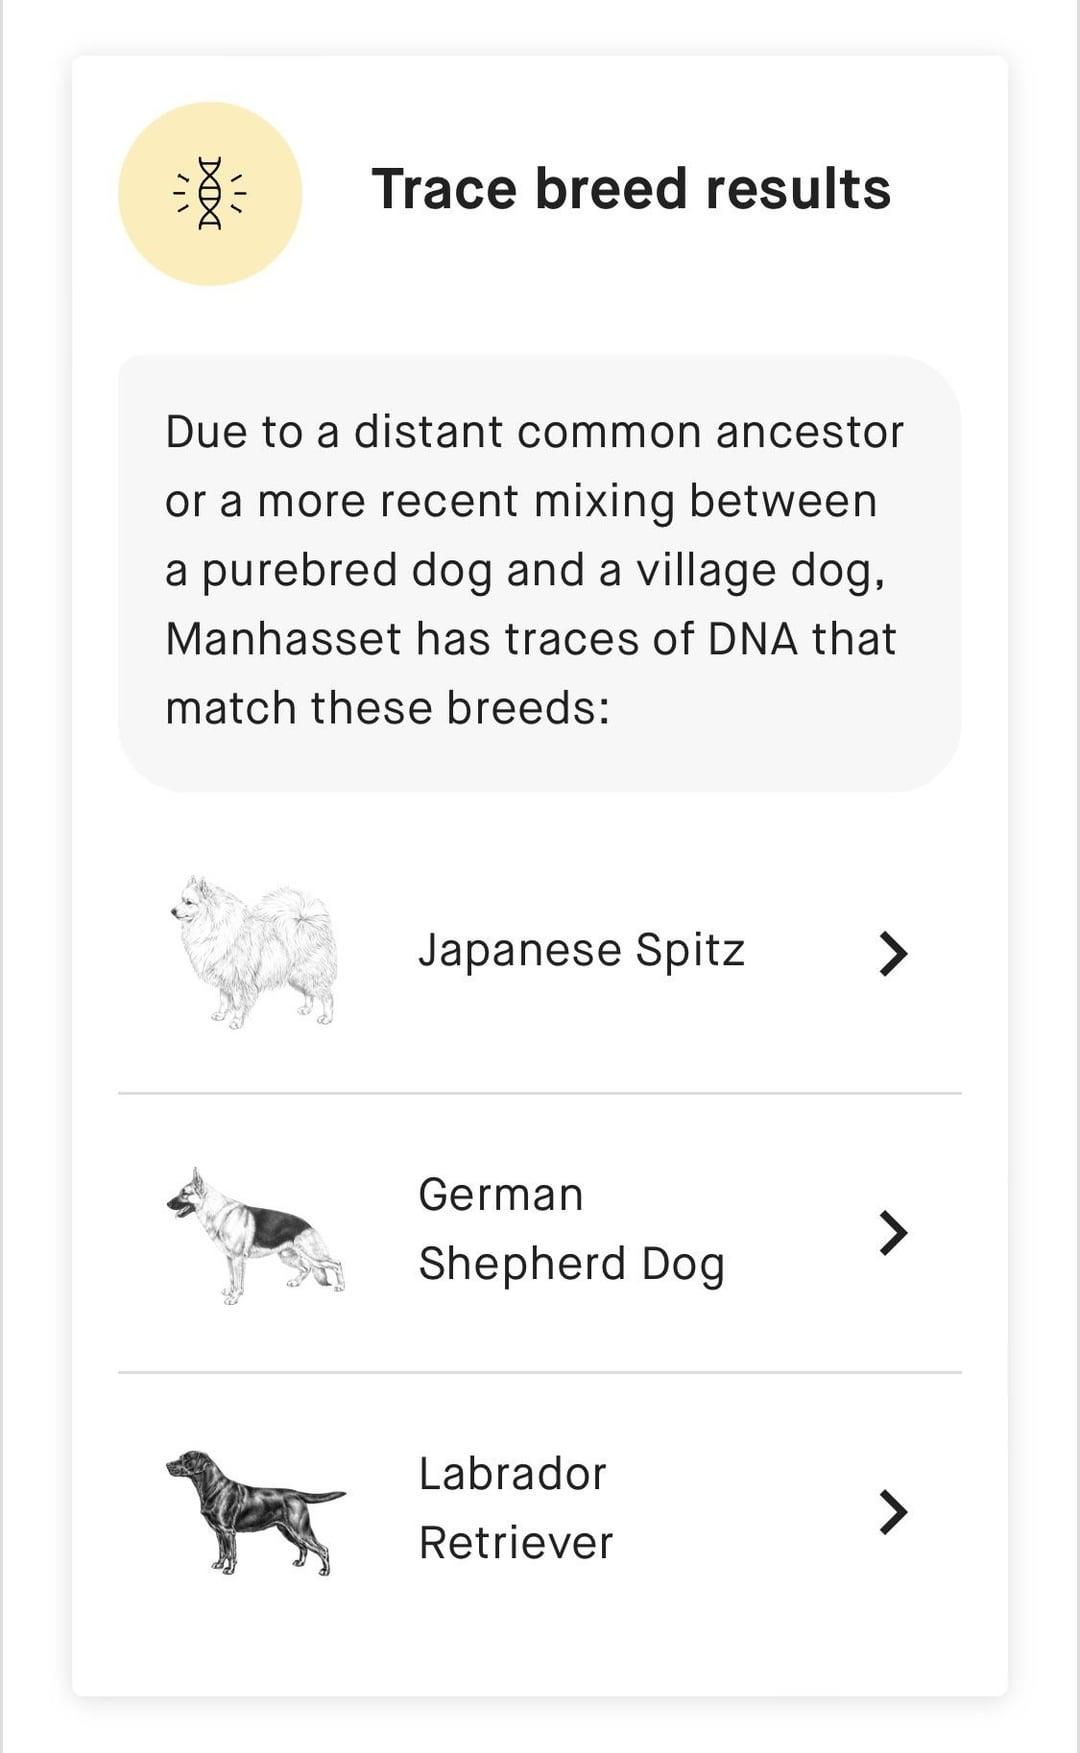 Trace breed results
Due to a distant common ancestor
or a more recent mixing between
a purebred dog and a village dog,
Manhasset has traces of DNA that
match these breeds:
Japanese Spitz
German
Shepherd Dog
Labrador
Retriever